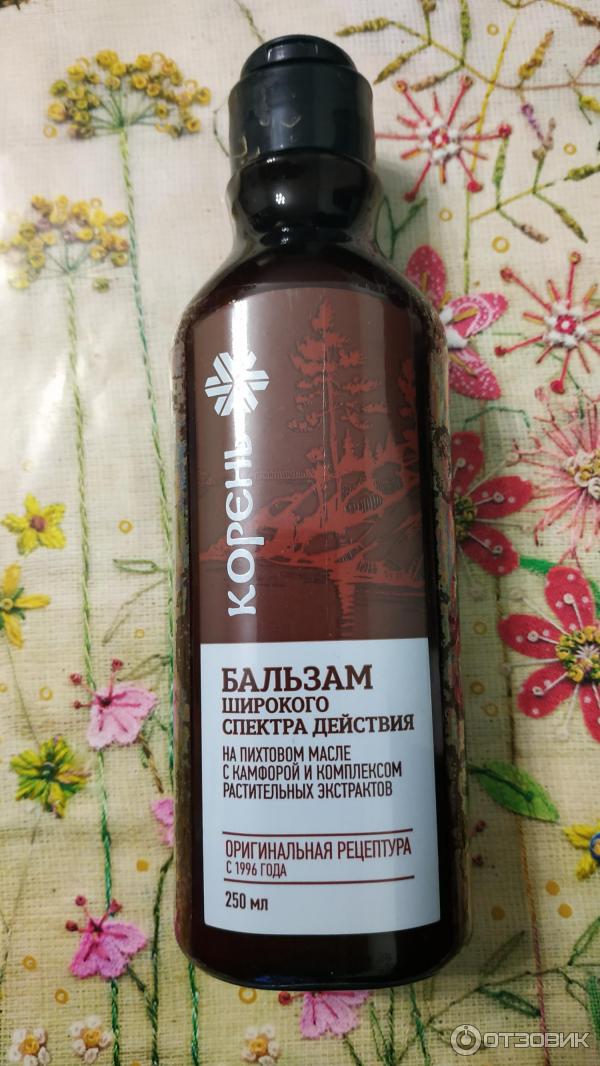 КОРЕНЬ
БАЛЬЗАМ
ШИРОКОГО
СПЕКТРА ДЕЙСТВИЯ
НА ПИХТОВОМ МАСЛЕ
С КАМФОРОЙ И КОМПЛЕКСОМ
РАСТИТЕЛЬНЫХ ЭКСТРАКТОВ
ОРИГИНАЛЬНАЯ РЕЦЕПТУРА
С 1996 ГОДА
250 МЛ
ОТЗОВИК